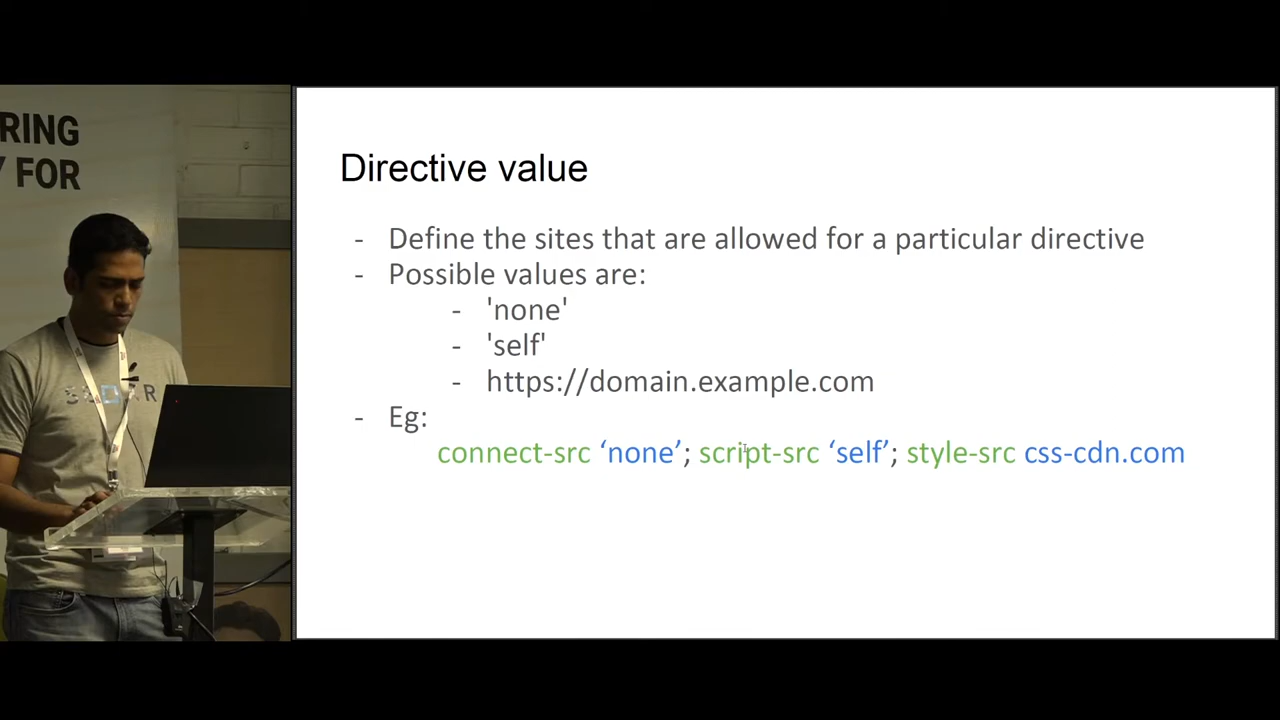 RING
FOR
Directive value
- Define the sites that are allowed for a particular directive
- Possible values are:
- 'none'
- 'self'
- https://domain.example.com
- Eg:
connect-src ‘none’; script-src ‘self’; style-src css-cdn.com